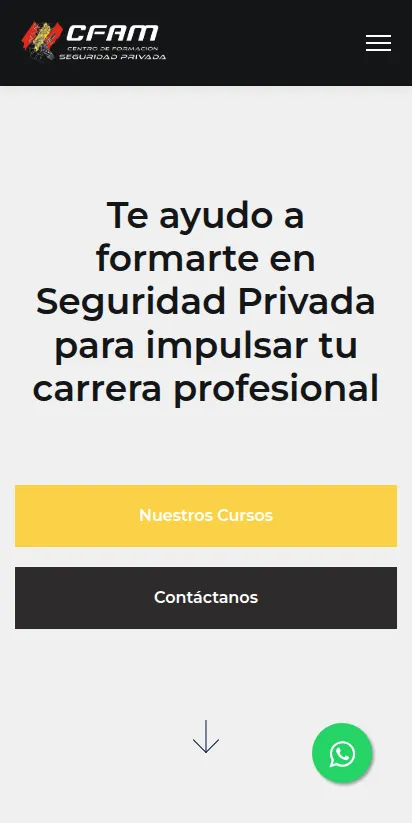 CFAM
CENTRO DE FORMACIÓN
SEGURIDAD PRIVADA
Te ayudo a
formarte en
Seguridad Privada
para impulsar tu
carrera profesional
Nuestros Cursos
Contáctanos